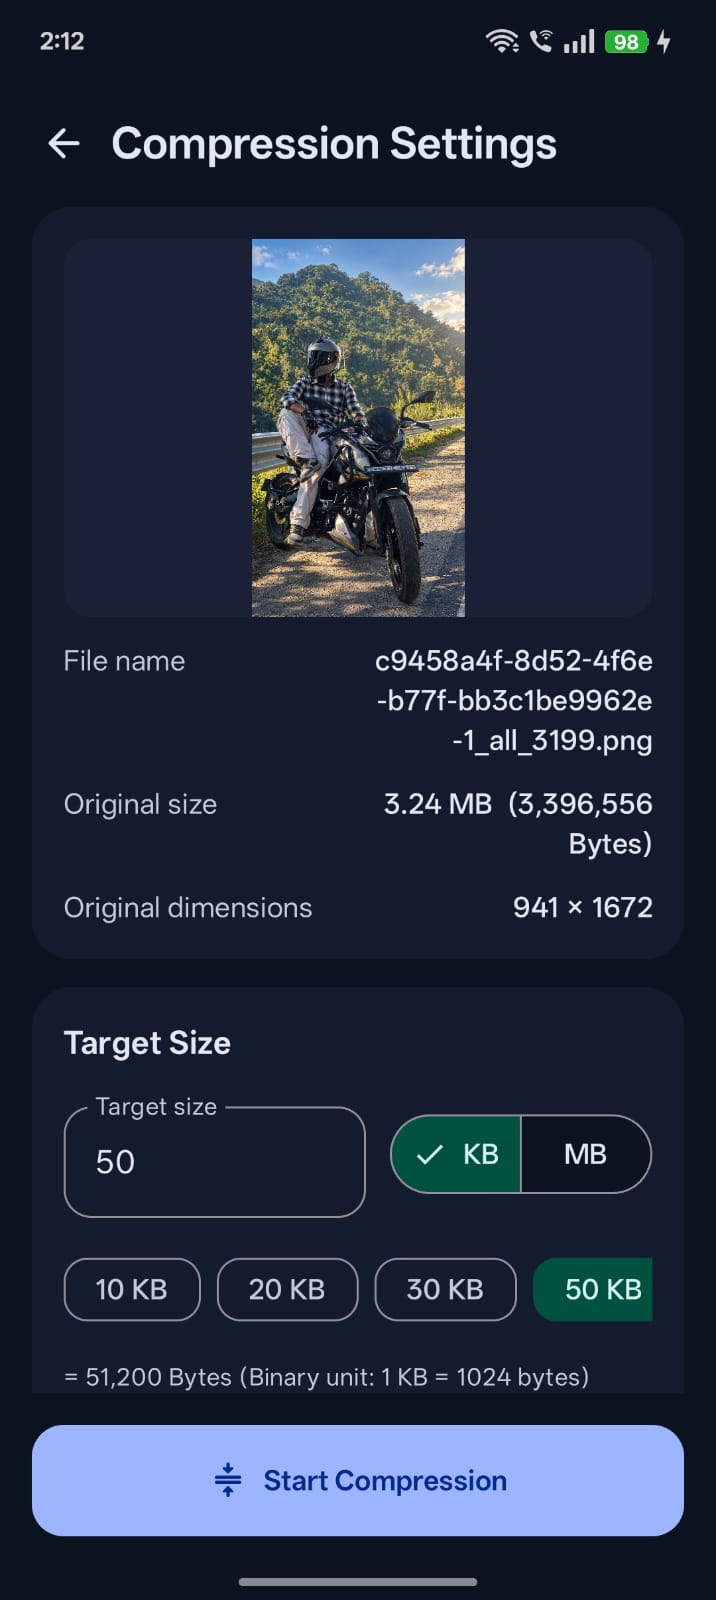 2:12
98
Compression Settings
File name
c9458a4f-8d52-4f6e
-b77f-bb3c1be9962e
-1_all_3199.png
Original size
3.24 MB (3,396,556
Bytes)
Original dimensions
941 × 1672
Target Size
Target size
50
KB
MB
10 KB
20 KB
30 KB
50 KB
= 51,200 Bytes (Binary unit: 1 KB = 1024 bytes)
Start Compression